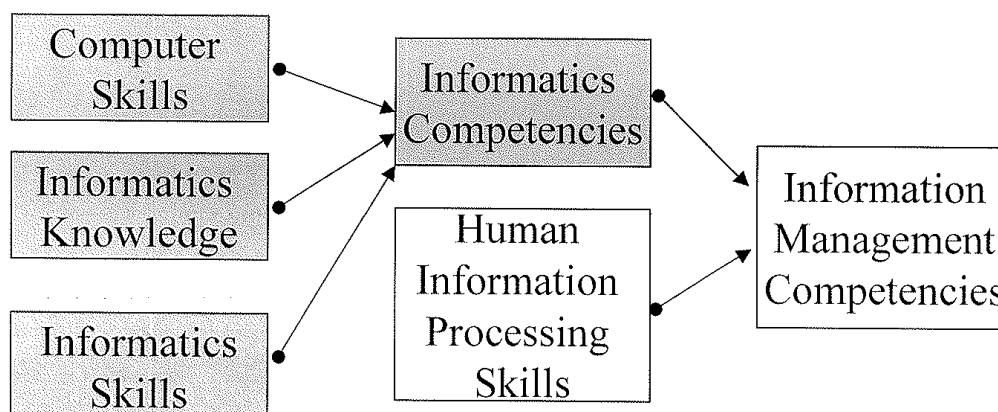 Computer
Skills
Informatics
Knowledge
Informatics
Skills
Informatics
Competencies
Human
Information
Processing
Skills
Information
Management
Competencies